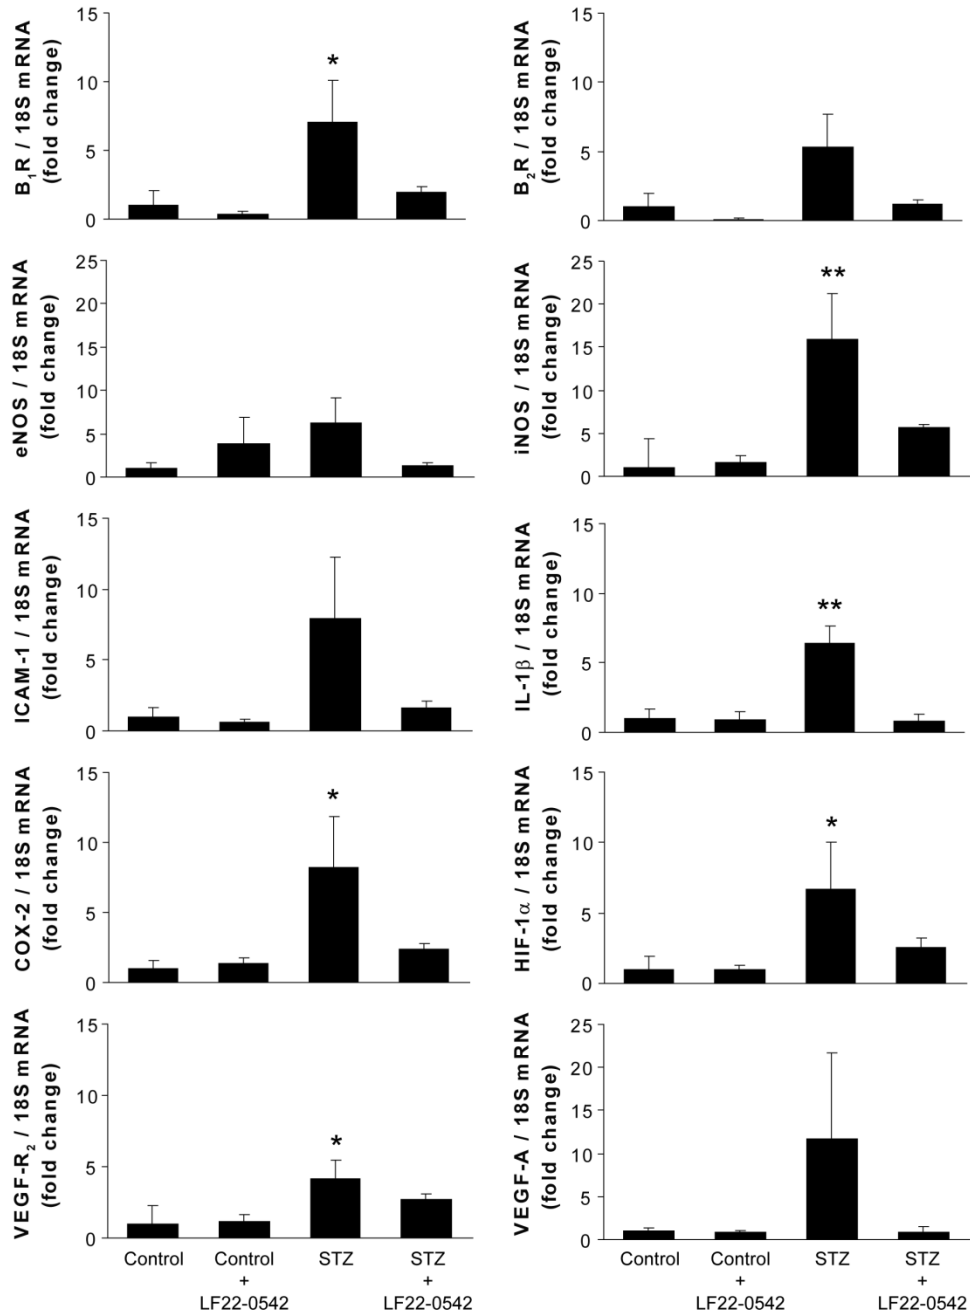 B1R / 18S mRNA
(fold change)
15
10
5
0
*
B2R / 18S mRNA
(fold change)
15
10
5
0
eNOS / 18S mRNA
(fold change)
25
20
15
10
5
0
iNOS / 18S mRNA
(fold change)
25
20
15
10
5
0
**
ICAM-1 / 18S mRNA
(fold change)
15
10
5
0
IL-1β / 18S mRNA
(fold change)
15
10
5
0
**
COX-2 / 18S mRNA
(fold change)
15
10
5
0
*
HIF-1α / 18S mRNA
(fold change)
15
10
5
0
*
VEGF-R2 / 18S mRNA
(fold change)
15
10
5
0
*
VEGF-A / 18S mRNA
(fold change)
25
20
15
10
5
0
Control
Control
+
LF22-0542
STZ
STZ
+
LF22-0542
Control
Control
+
LF22-0542
STZ
STZ
+
LF22-0542